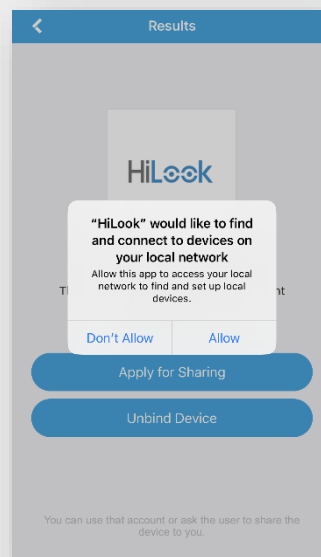 Results
HiLook
“HiLook” would like to find
and connect to devices on
your local network
Allow this app to access your local
network to find and set up local
devices.
Don't Allow
Allow
Apply for Sharing
Unbind Device
You can use that account or ask the user to share the
device to you.